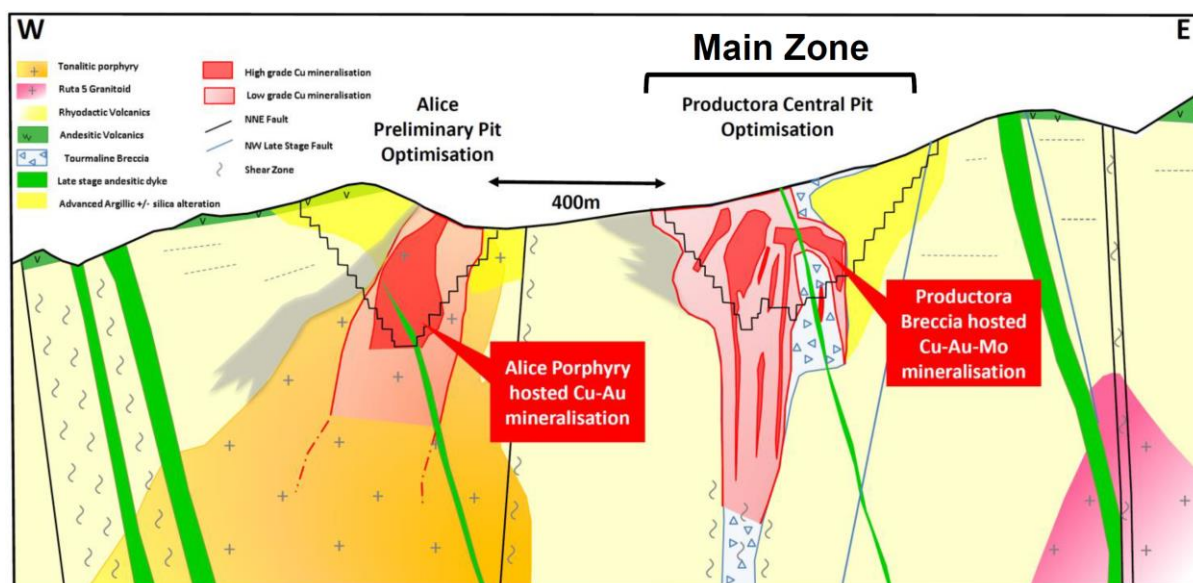 W
E
Main Zone
Tonalitic porphyry
Ruta 5 Granitoid
Rhyodactic Volcanics
Andesitic Volcanics
Tourmaline Breccia
Late stage andesitic dyke
Advanced Argillic +/- silica alteration
High grade Cu mineralisation
Low grade Cu mineralisation
NNE Fault
NW Late Stage Fault
Shear Zone
Alice
Preliminary Pit
Optimisation
Productora Central Pit
Optimisation
400m
Alice Porphyry
hosted Cu-Au
mineralisation
Productora
Breccia hosted
Cu-Au-Mo
mineralisation